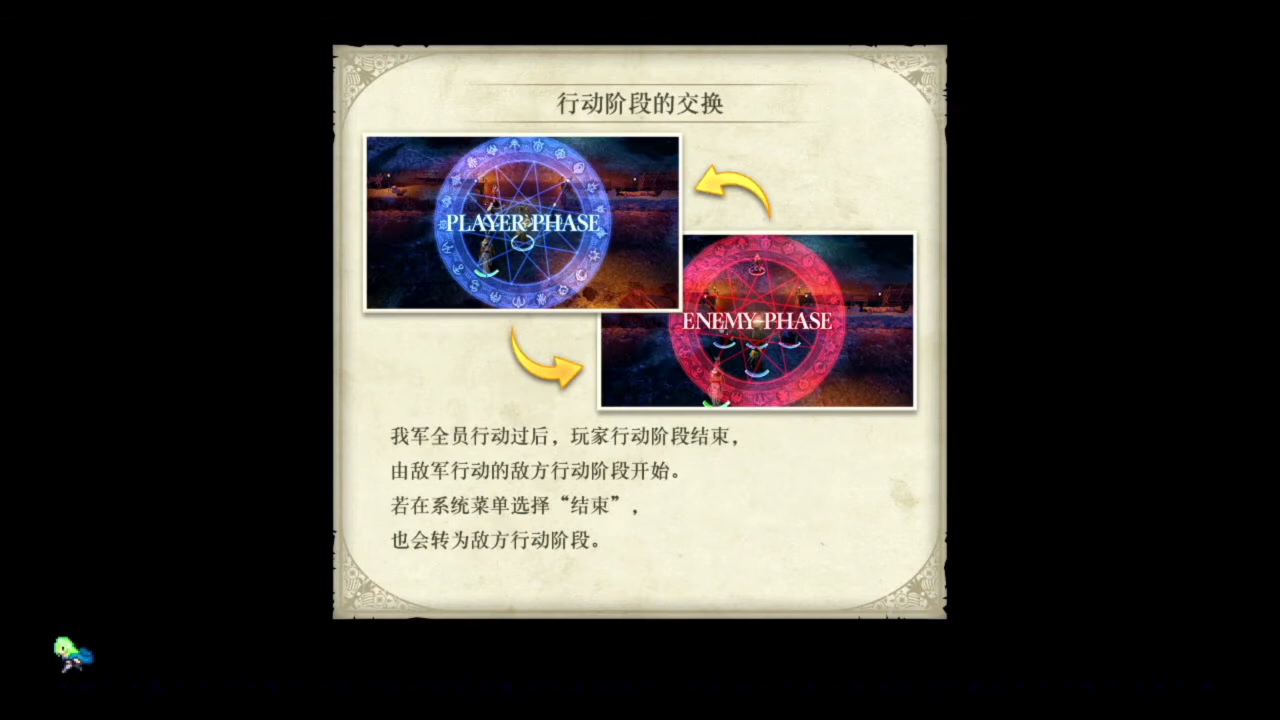 行动阶段的交换
PLAYER PHASE
ENEMY PHASE
我军全员行动过后，玩家行动阶段结束，
由敌军行动的敌方行动阶段开始。
若在系统菜单选择“结束”，
也会转为敌方行动阶段。